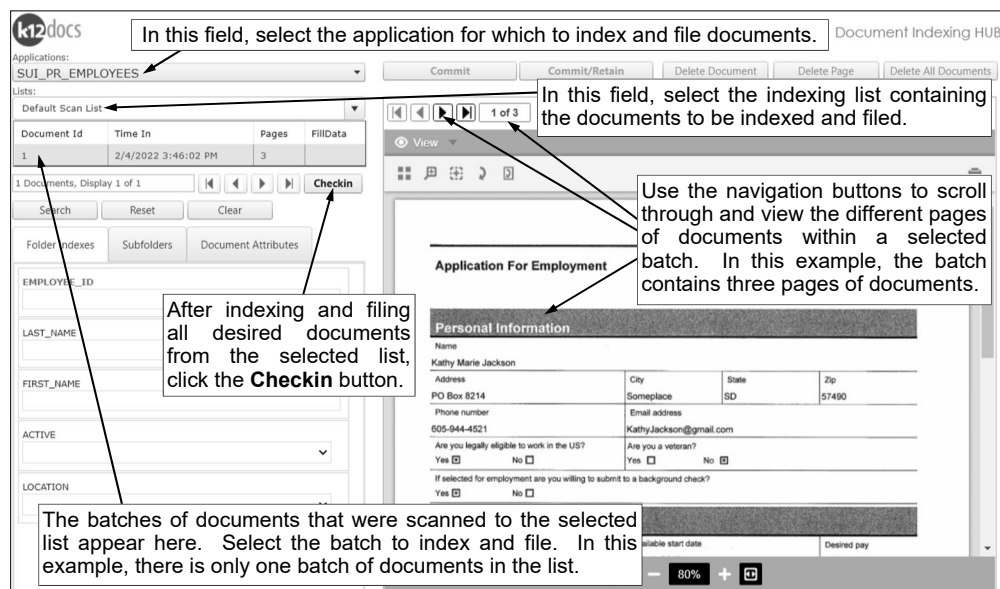 k12docs
In this field, select the application for which to index and file documents.
Document Indexing HUB
Applications:
SUI_PR_EMPLOYEES
Commit
Commit/Retain
Delete Document
Delete Page
Delete All Documents
Lists:
Default Scan List
In this field, select the indexing list containing
the documents to be indexed and filed.
1 of 3
Document Id Time In Pages FillData
View
1 2/4/2022 3:46:02 PM 3
1 Documents, Display 1 of 1
Checkin
Search Reset Clear
Use the navigation buttons to scroll
through and view the different pages
of documents within a selected
batch. In this example, the batch
contains three pages of documents.
Folder Indexes Subfolders Document Attributes
EMPLOYEE_ID
LAST_NAME
FIRST_NAME
ACTIVE
LOCATION
After indexing and filing
all desired documents
from the selected list,
click the Checkin button.
Application For Employment
Personal Information
Name
Kathy Marie Jackson
Address City State Zip
PO Box 8214 Someplace SD 57490
Phone number Email address
605-944-4521 KathyJackson@gmail.com
Are you legally eligible to work in the US? Are you a veteran?
Yes No Yes No
If selected for employment are you willing to submit to a background check?
Yes No
The batches of documents that were scanned to the selected
list appear here. Select the batch to index and file. In this
example, there is only one batch of documents in the list.
start date Desired pay
80%